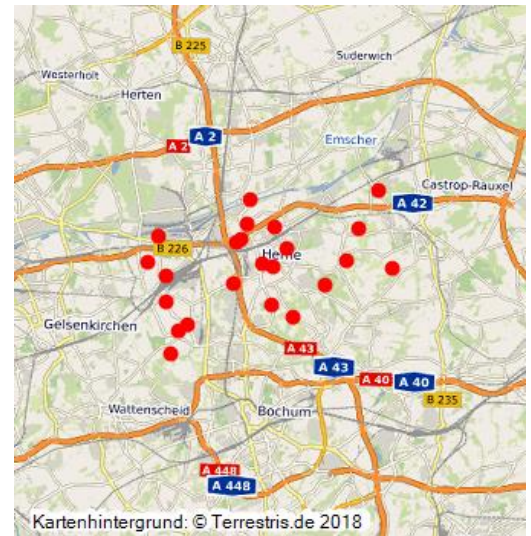 B 225
Suderwich
Westerholt
Herten
A 2
A 2
Emscher
Castrop-Rauxel
A 42
B 226
Herne
Gelsenkirchen
A 43
A 43
A 40
A 40
B 235
Wattenscheid
Bochum
A 448
A 448
Kartenhintergrund: © Terrestris.de 2018